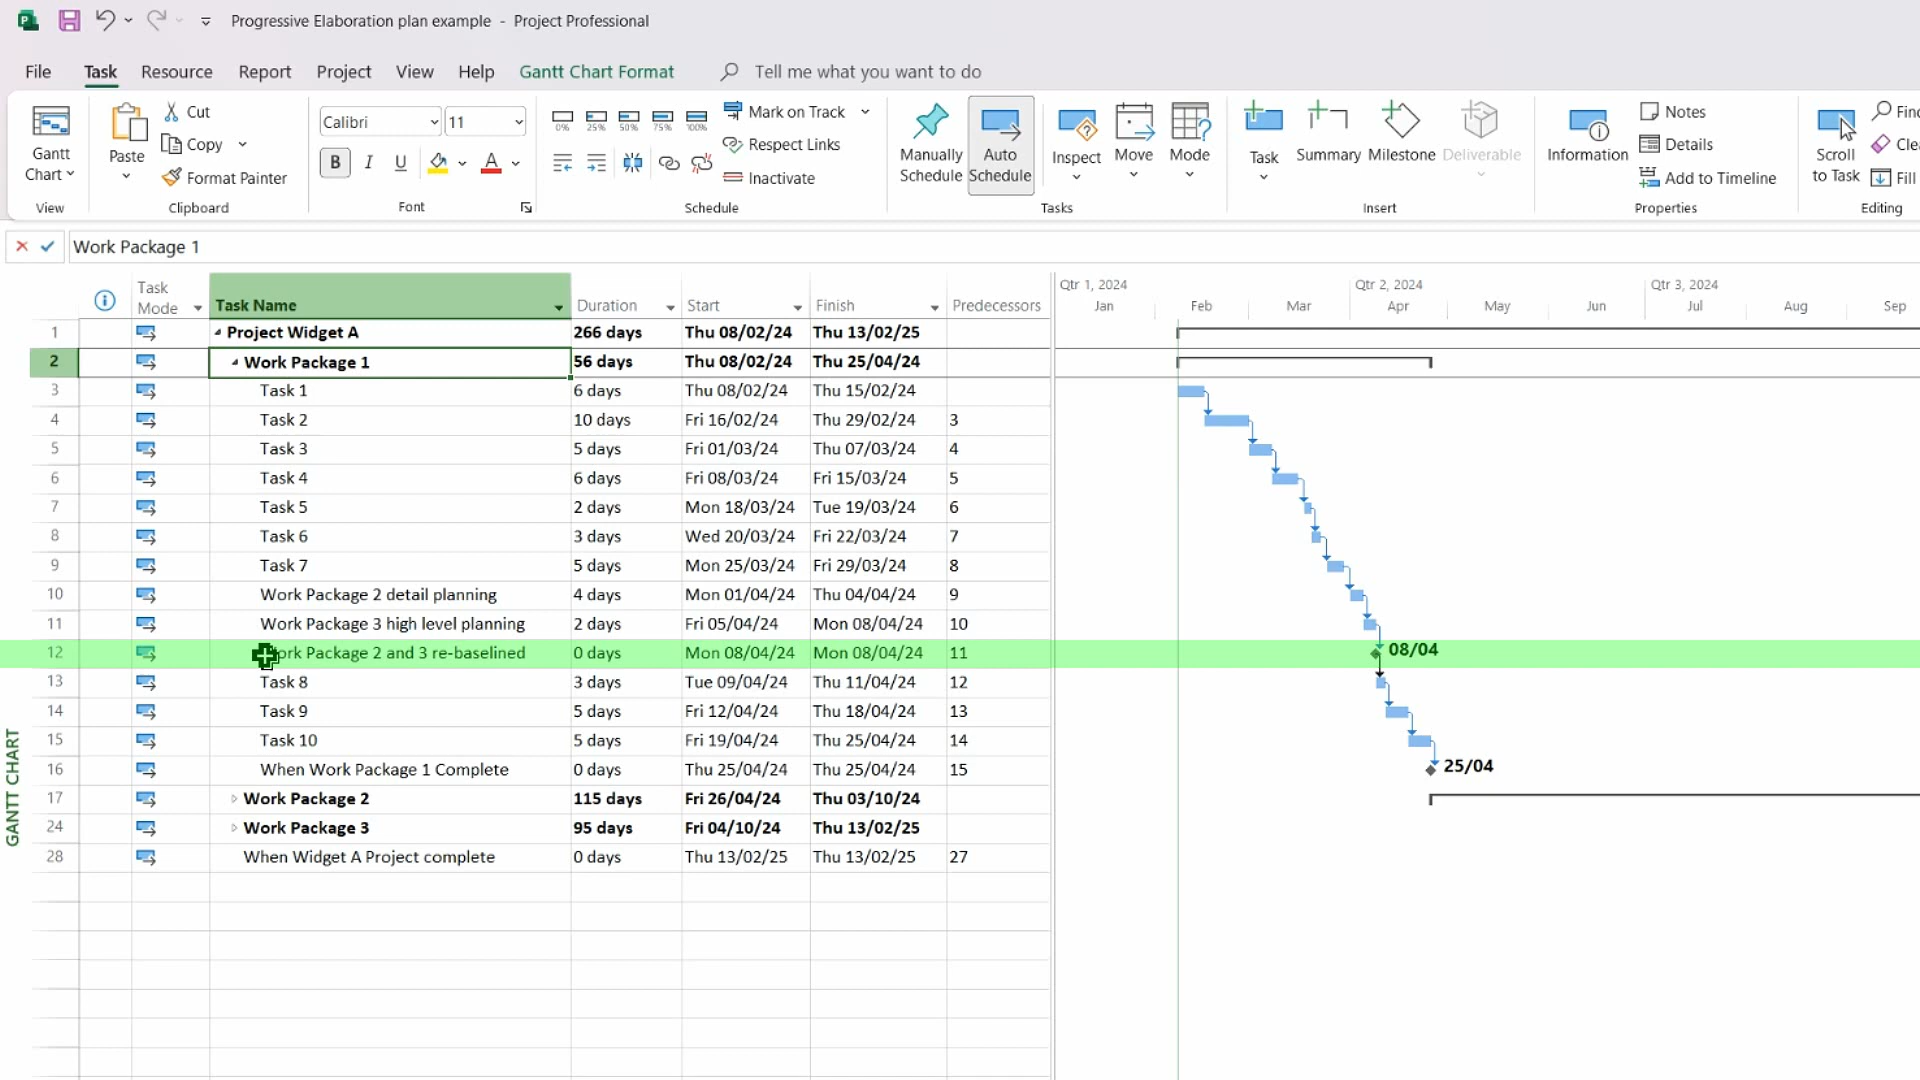 Progressive Elaboration plan example - Project Professional
File Task Resource Report Project View Help Gantt Chart Format Tell me what you want to do
Gantt Chart
View
Paste
Cut
Copy
Format Painter
Clipboard
Calibri 11
B I U A
Font
0% 25% 50% 75% 100%
Mark on Track
Respect Links
Inactivate
Schedule
Manually Schedule
Auto Schedule
Inspect
Move
Mode
Tasks
Task
Summary
Milestone
Deliverable
Insert
Information
Notes
Details
Add to Timeline
Properties
Scroll to Task
Fill
Editing
Work Package 1
Task Mode Task Name Duration Start Finish Predecessors
Qtr 1, 2024 Qtr 2, 2024 Qtr 3, 2024
Jan Feb Mar Apr May Jun Jul Aug Sep
1 Project Widget A 266 days Thu 08/02/24 Thu 13/02/25
2 Work Package 1 56 days Thu 08/02/24 Thu 25/04/24
3 Task 1 6 days Thu 08/02/24 Thu 15/02/24
4 Task 2 10 days Fri 16/02/24 Thu 29/02/24 3
5 Task 3 5 days Fri 01/03/24 Thu 07/03/24 4
6 Task 4 6 days Fri 08/03/24 Fri 15/03/24 5
7 Task 5 2 days Mon 18/03/24 Tue 19/03/24 6
8 Task 6 3 days Wed 20/03/24 Fri 22/03/24 7
9 Task 7 5 days Mon 25/03/24 Fri 29/03/24 8
10 Work Package 2 detail planning 4 days Mon 01/04/24 Thu 04/04/24 9
11 Work Package 3 high level planning 2 days Fri 05/04/24 Mon 08/04/24 10
12 Work Package 2 and 3 re-baselined 0 days Mon 08/04/24 Mon 08/04/24 11 08/04
13 Task 8 3 days Tue 09/04/24 Thu 11/04/24 12
14 Task 9 5 days Fri 12/04/24 Thu 18/04/24 13
15 Task 10 5 days Fri 19/04/24 Thu 25/04/24 14
16 When Work Package 1 Complete 0 days Thu 25/04/24 Thu 25/04/24 15 25/04
17 Work Package 2 115 days Fri 26/04/24 Thu 03/10/24
24 Work Package 3 95 days Fri 04/10/24 Thu 13/02/25
28 When Widget A Project complete 0 days Thu 13/02/25 Thu 13/02/25 27
GANTT CHART